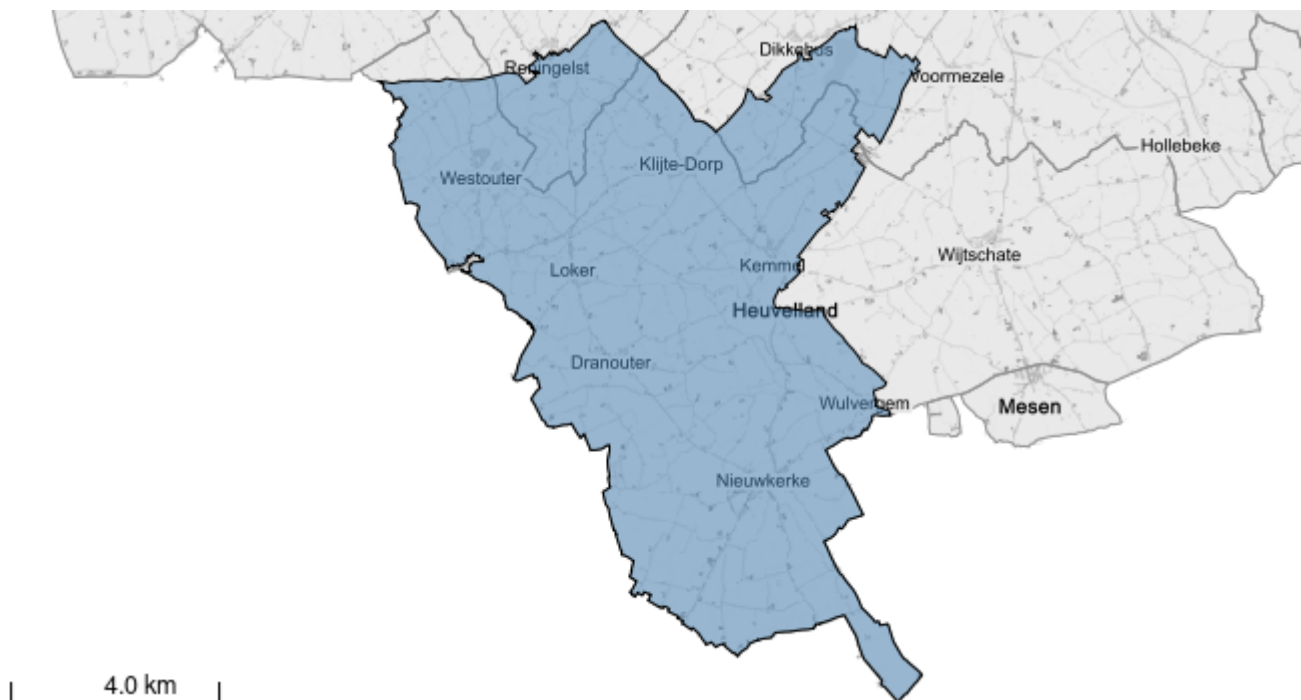 Dikkebus
Reningelst
Voormezele
Hollebeke
Klijte-Dorp
Westouter
Wijtschate
Kemmel
Loker
Heuvelland
Dranouter
Wulvergem
Mesen
Nieuwkerke
4.0 km